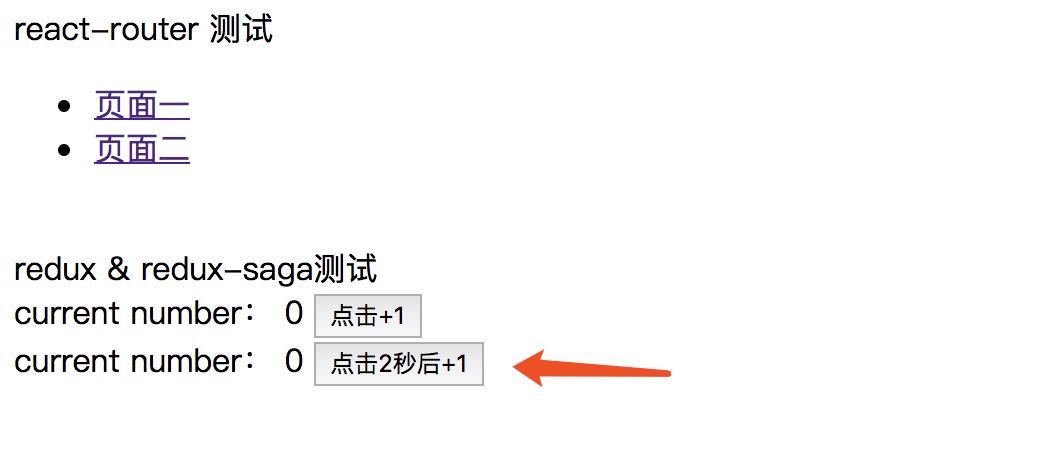 react-router 测试
页面一
页面二
redux & redux-saga测试
current number： 0 点击+1
current number： 0 点击2秒后+1